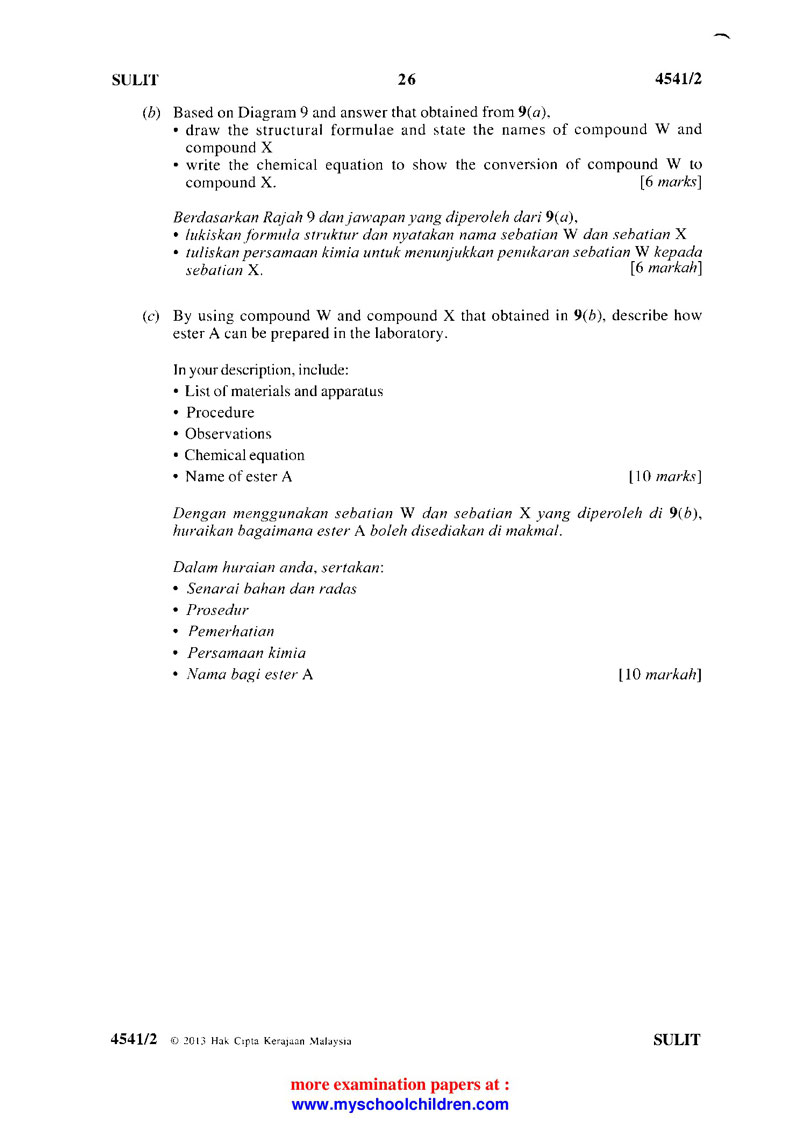 SULIT 26 4541/2
(b) Based on Diagram 9 and answer that obtained from 9(a),
• draw the structural formulae and state the names of compound W and
compound X
• write the chemical equation to show the conversion of compound W to
compound X. [6 marks]
Berdasarkan Rajah 9 dan jawapan yang diperoleh dari 9(a),
• lukiskan formula struktur dan nyatakan nama sebatian W dan sebatian X
• tuliskan persamaan kimia untuk menunjukkan penukaran sebatian W kepada
sebatian X. [6 markah]
(c) By using compound W and compound X that obtained in 9(b), describe how
ester A can be prepared in the laboratory.
In your description, include:
• List of materials and apparatus
• Procedure
• Observations
• Chemical equation
• Name of ester A [10 marks]
Dengan menggunakan sebatian W dan sebatian X yang diperoleh di 9(b),
huraikan bagaimana ester A boleh disediakan di makmal.
Dalam huraian anda, sertakan:
• Senarai bahan dan radas
• Prosedur
• Pemerhatian
• Persamaan kimia
• Nama bagi ester A [10 markah]
4541/2 © 2013 Hak Cipta Kerajaan Malaysia SULIT
more examination papers at :
www.myschoolchildren.com